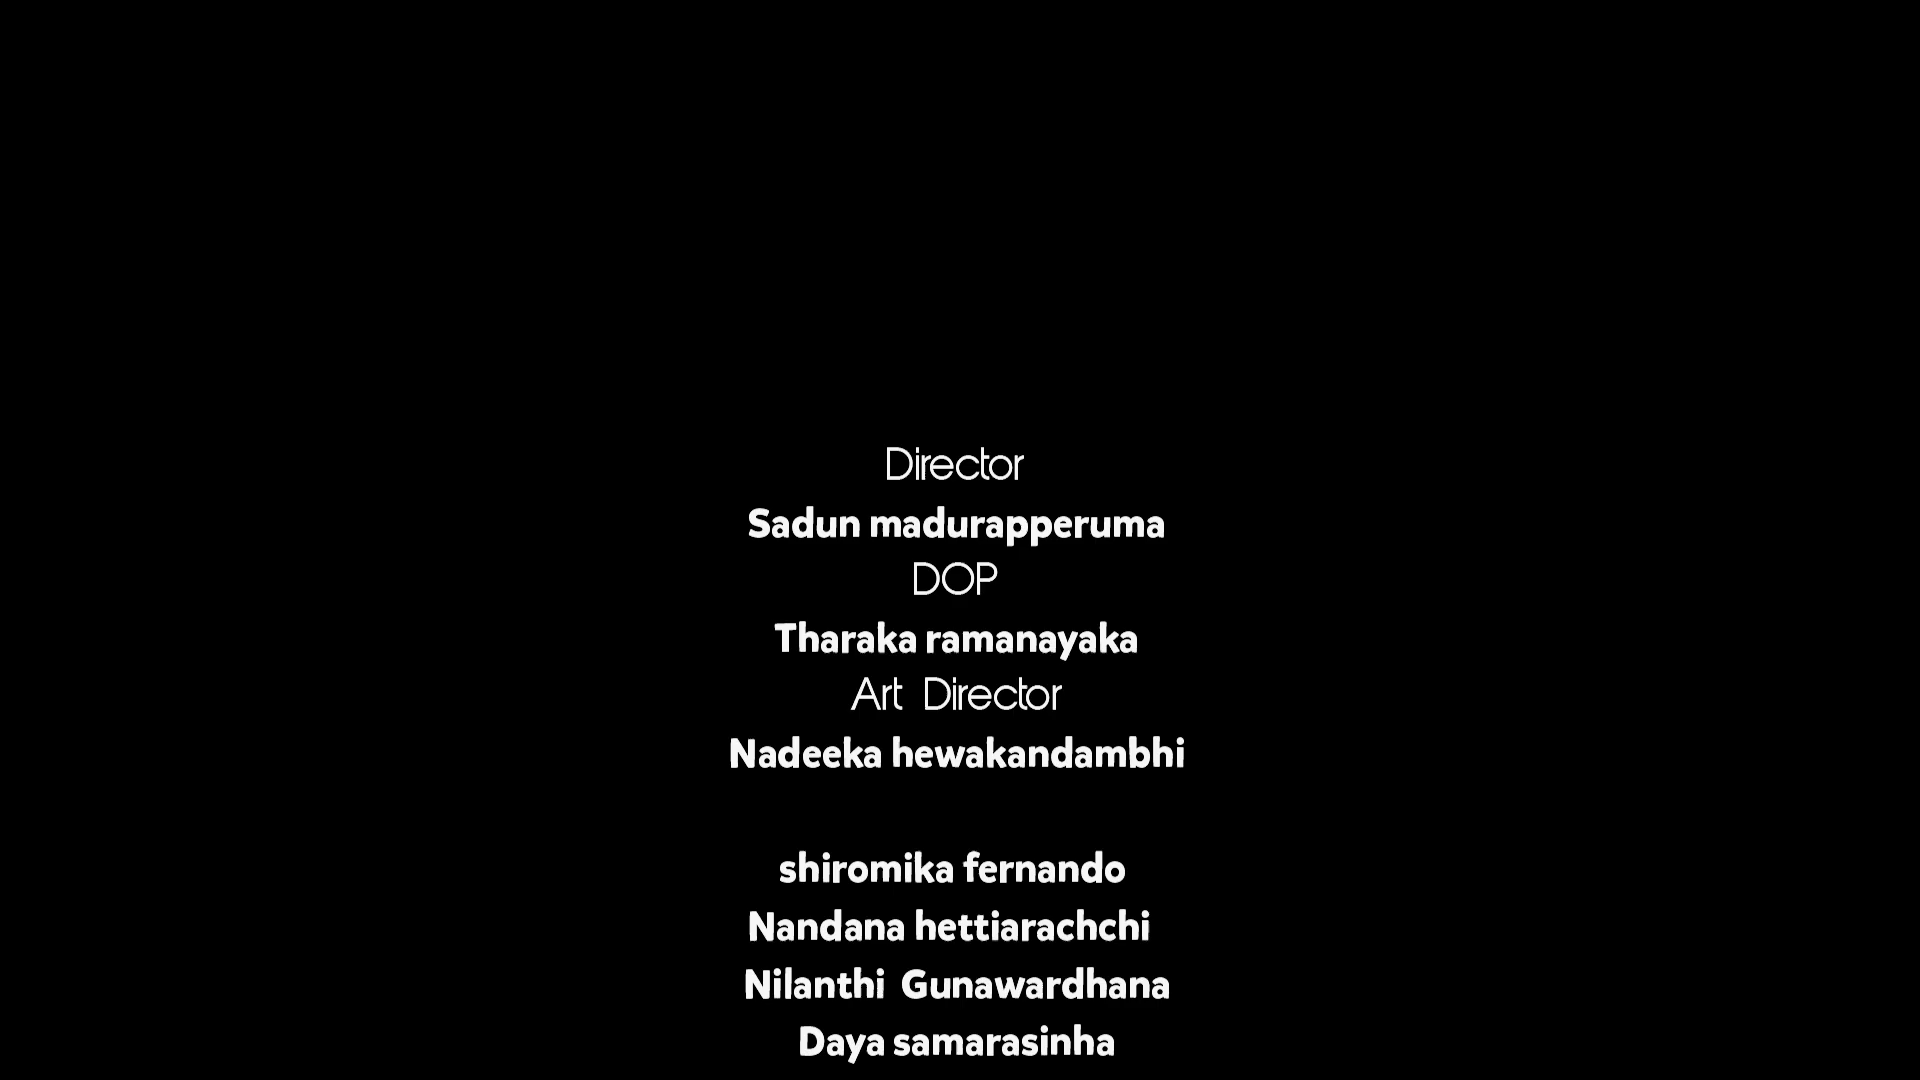 Director
Sadun madurapperuma
DOP
Tharaka ramanayaka
Art Director
Nadeeka hewakandambhi
shiromika fernando
Nandana hettiarachchi
Nilanthi Gunawardhana
Daya samarasinha